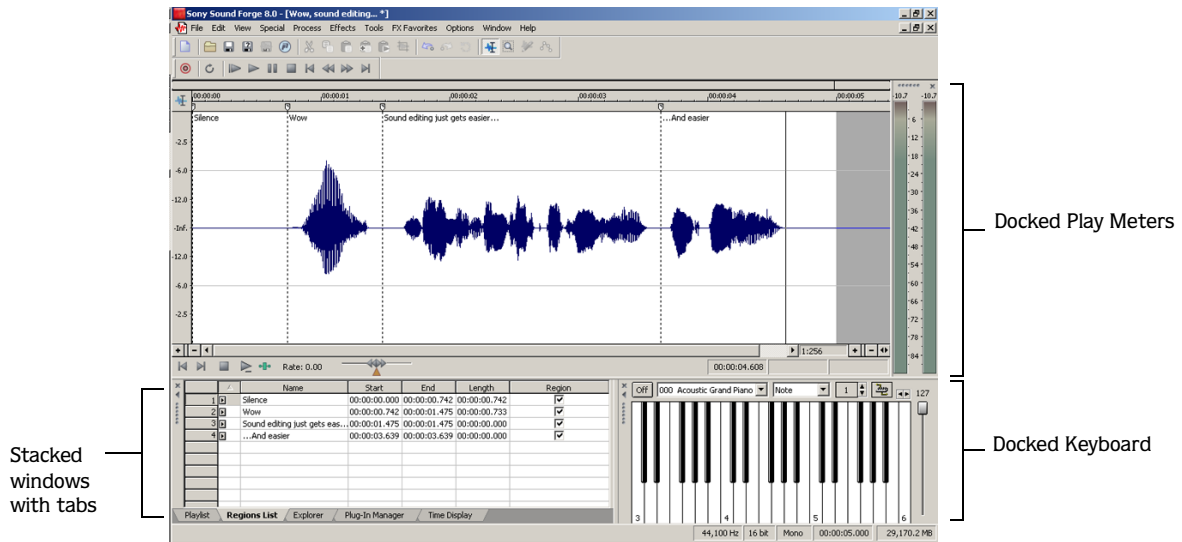 Sony Sound Forge 8.0 - [Wow, sound editing... *]
File Edit View Special Process Effects Tools FX Favorites Options Window Help
00:00:00 ,00:00:01 ,00:00:02 ,00:00:03 ,00:00:04 ,00:00:05
-10.7 -10.7
Silence Wow Sound editing just gets easier... ...And easier
-2.5
-6.0
-12.0
-Inf.
-12.0
-6.0
-2.5
- 6 -
- 12 -
- 18 -
- 24 -
- 30 -
- 36 -
- 42 -
- 48 -
- 54 -
- 60 -
- 66 -
- 72 -
- 78 -
- 84 -
Docked Play Meters
1:256
Rate: 0.00 00:00:04.608
Name Start End Length Region
1 Silence 00:00:00.000 00:00:00.742 00:00:00.742
2 Wow 00:00:00.742 00:00:01.475 00:00:00.733
3 Sound editing just gets eas... 00:00:01.475 00:00:01.475 00:00:00.000
4 ...And easier 00:00:03.639 00:00:03.639 00:00:00.000
Playlist Regions List Explorer Plug-In Manager Time Display
Off 000 Acoustic Grand Piano Note 1 127
3 4 5 6
Stacked
windows
with tabs
Docked Keyboard
44,100 Hz 16 bit Mono 00:00:05.000 29,170.2 MB